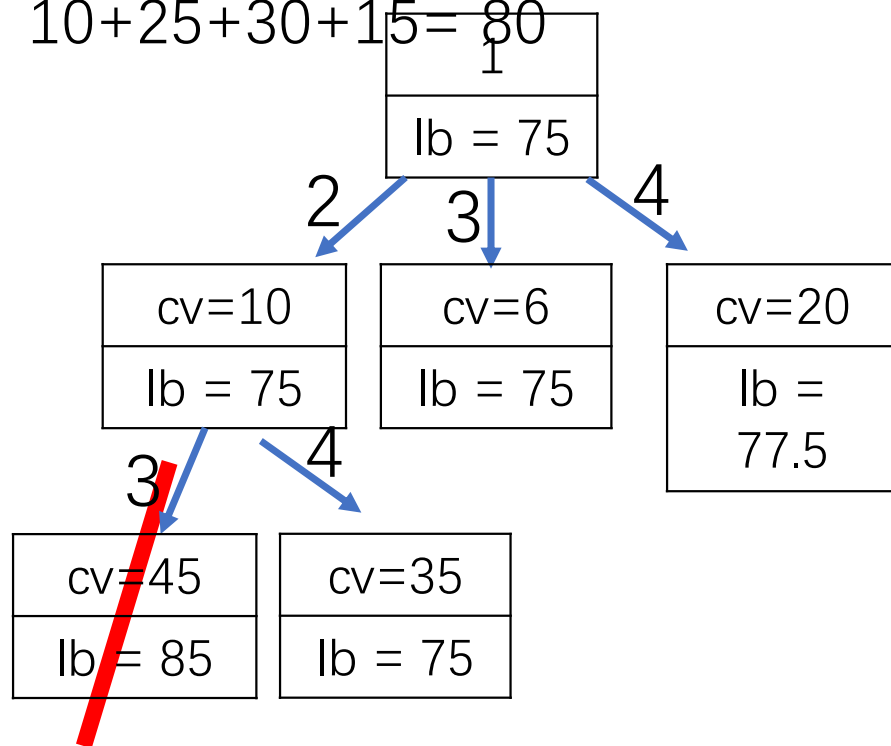 10+25+30+15= 80
1
lb = 75
2
3
4
cv=10
lb = 75
cv=6
lb = 75
cv=20
lb =
77.5
3
4
cv=45
lb = 85
cv=35
lb = 75